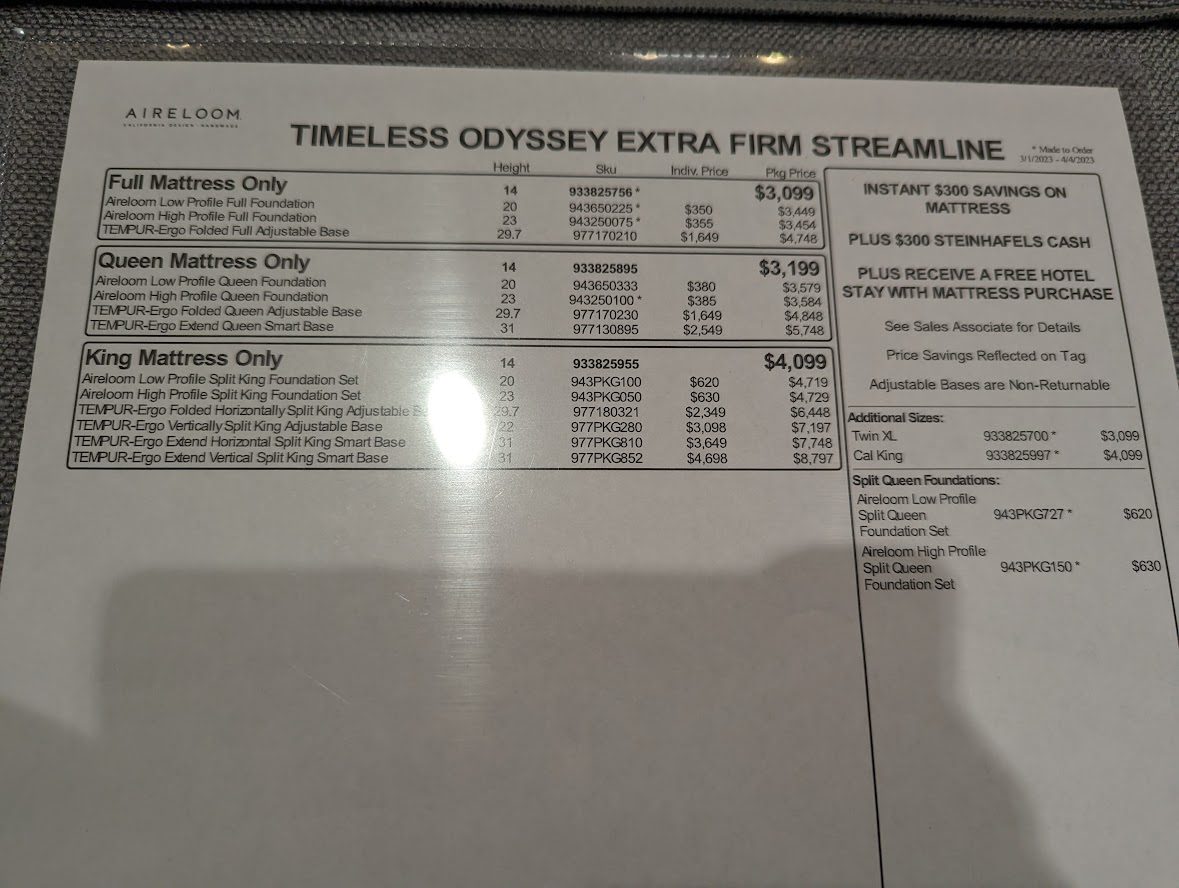 AIRELOOM
CALIFORNIA DESIGN · HANDMADE
TIMELESS ODYSSEY EXTRA FIRM STREAMLINE
* Made to Order
3/1/2023 - 4/4/2023
Height Sku Indiv. Price Pkg Price
Full Mattress Only 14 933825756 * $3,099
Aireloom Low Profile Full Foundation 20 943650225 * $350 $3,449
Aireloom High Profile Full Foundation 23 943250075 * $355 $3,454
TEMPUR-Ergo Folded Full Adjustable Base 29.7 977170210 $1,649 $4,748
Queen Mattress Only 14 933825895 $3,199
Aireloom Low Profile Queen Foundation 20 943650333 $380 $3,579
Aireloom High Profile Queen Foundation 23 943250100 * $385 $3,584
TEMPUR-Ergo Folded Queen Adjustable Base 29.7 977170230 $1,649 $4,848
TEMPUR-Ergo Extend Queen Smart Base 31 977130895 $2,549 $5,748
King Mattress Only 14 933825955 $4,099
Aireloom Low Profile Split King Foundation Set 20 943PKG100 $620 $4,719
Aireloom High Profile Split King Foundation Set 23 943PKG050 $630 $4,729
TEMPUR-Ergo Folded Horizontally Split King Adjustable 29.7 977180321 $2,349 $6,448
TEMPUR-Ergo Vertically Split King Adjustable Base 22 977PKG280 $3,098 $7,197
TEMPUR-Ergo Extend Horizontal Split King Smart Base 31 977PKG810 $3,649 $7,748
TEMPUR-Ergo Extend Vertical Split King Smart Base 31 977PKG852 $4,698 $8,797
INSTANT $300 SAVINGS ON
MATTRESS
PLUS $300 STEINHAFELS CASH
PLUS RECEIVE A FREE HOTEL
STAY WITH MATTRESS PURCHASE
See Sales Associate for Details
Price Savings Reflected on Tag
Adjustable Bases are Non-Returnable
Additional Sizes:
Twin XL 933825700 * $3,099
Cal King 933825997 * $4,099
Split Queen Foundations:
Aireloom Low Profile
Split Queen 943PKG727 * $620
Foundation Set
Aireloom High Profile
Split Queen 943PKG150 * $630
Foundation Set